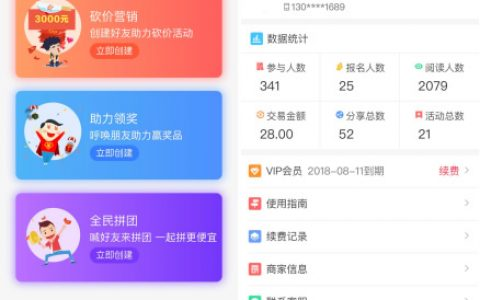 3000元
砍价营销
创建好友助力砍价活动
立即创建
助力领奖
呼唤朋友助力赢奖品
立即创建
全民拼团
喊好友来拼团 一起拼更便宜
立即创建
130****1689
数据统计
参与人数 报名人数 阅读人数
341 25 2079
交易金额 分享总数 活动总数
28.00 52 21
VIP会员 2018-08-11到期 续费
使用指南
续费记录
商家信息